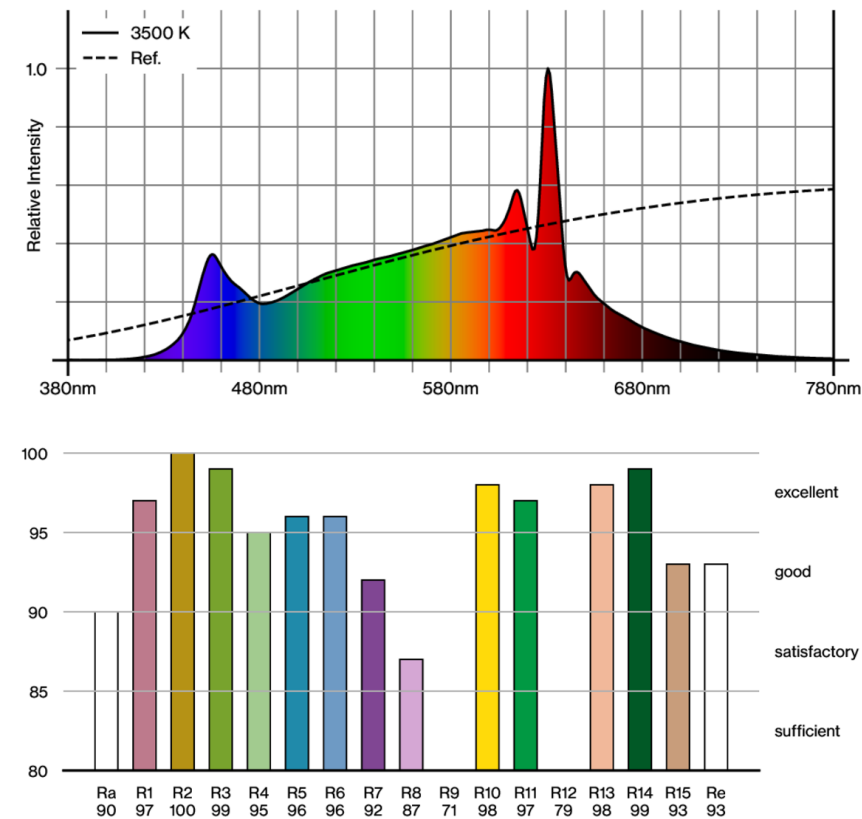 3500 K
Ref.
1.0
Relative Intensity
380nm 480nm 580nm 680nm 780nm
100
excellent
95
good
90
satisfactory
85
sufficient
80
Ra R1 R2 R3 R4 R5 R6 R7 R8 R9 R10 R11 R12 R13 R14 R15 Re
90 97 100 99 95 96 96 92 87 71 98 97 79 98 99 93 93